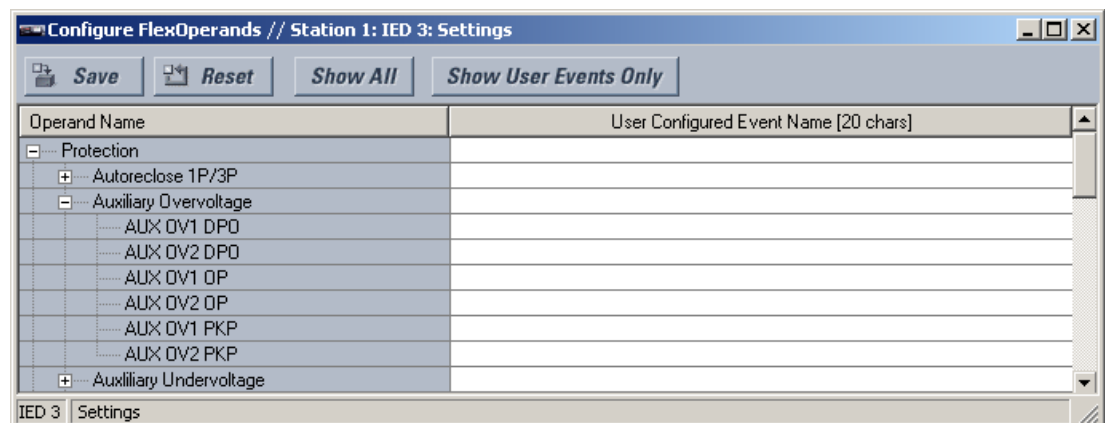 Configure FlexOperands // Station 1: IED 3: Settings
Save Reset Show All Show User Events Only
Operand Name User Configured Event Name [20 chars]
Protection
Autoreclose 1P/3P
Auxiliary Overvoltage
AUX OV1 DPO
AUX OV2 DPO
AUX OV1 OP
AUX OV2 OP
AUX OV1 PKP
AUX OV2 PKP
Auxliliary Undervoltage
IED 3 Settings